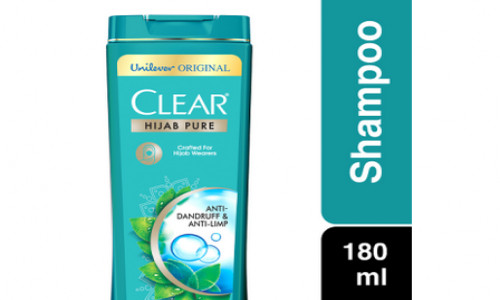 Unilever ORIGINAL
CLEAR
HIJAB PURE
Crafted For
Hijab Wearers
ANTI-
DANDRUFF &
ANTI-LIMP
Shampoo
180
ml